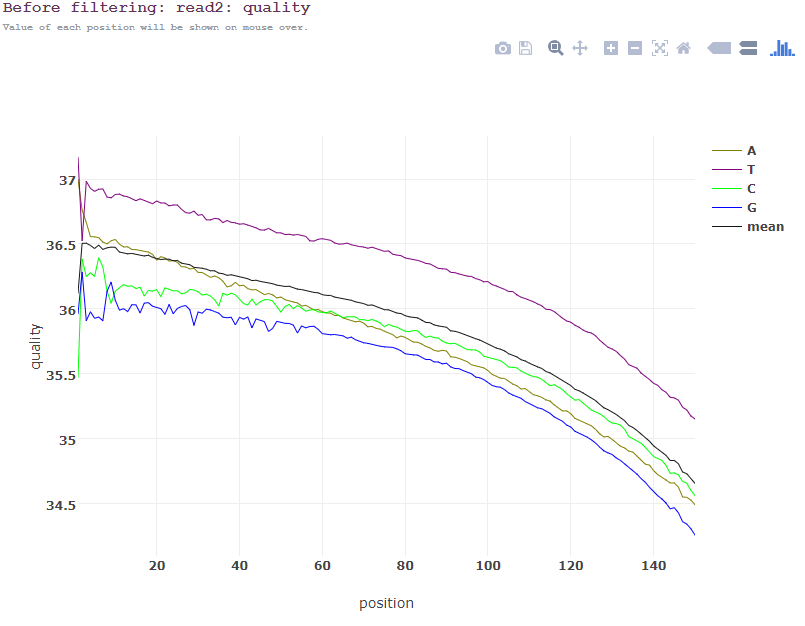 Before filtering: read2: quality
Value of each position will be shown on mouse over.
A
T
C
G
mean
37
36.5
36
35.5
35
34.5
quality
20 40 60 80 100 120 140
position